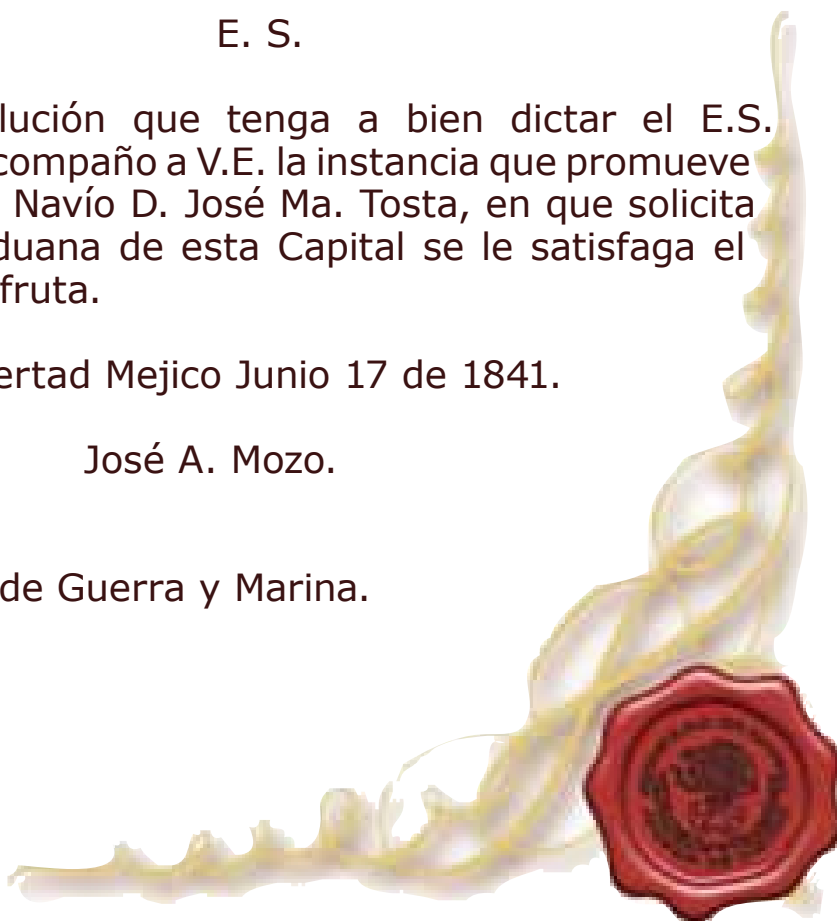 E. S.
lución que tenga a bien dictar el E.S.
compaño a V.E. la instancia que promueve
Navío D. José Ma. Tosta, en que solicita
duana de esta Capital se le satisfaga el
fruta.
ertad Mejico Junio 17 de 1841.
José A. Mozo.
de Guerra y Marina.